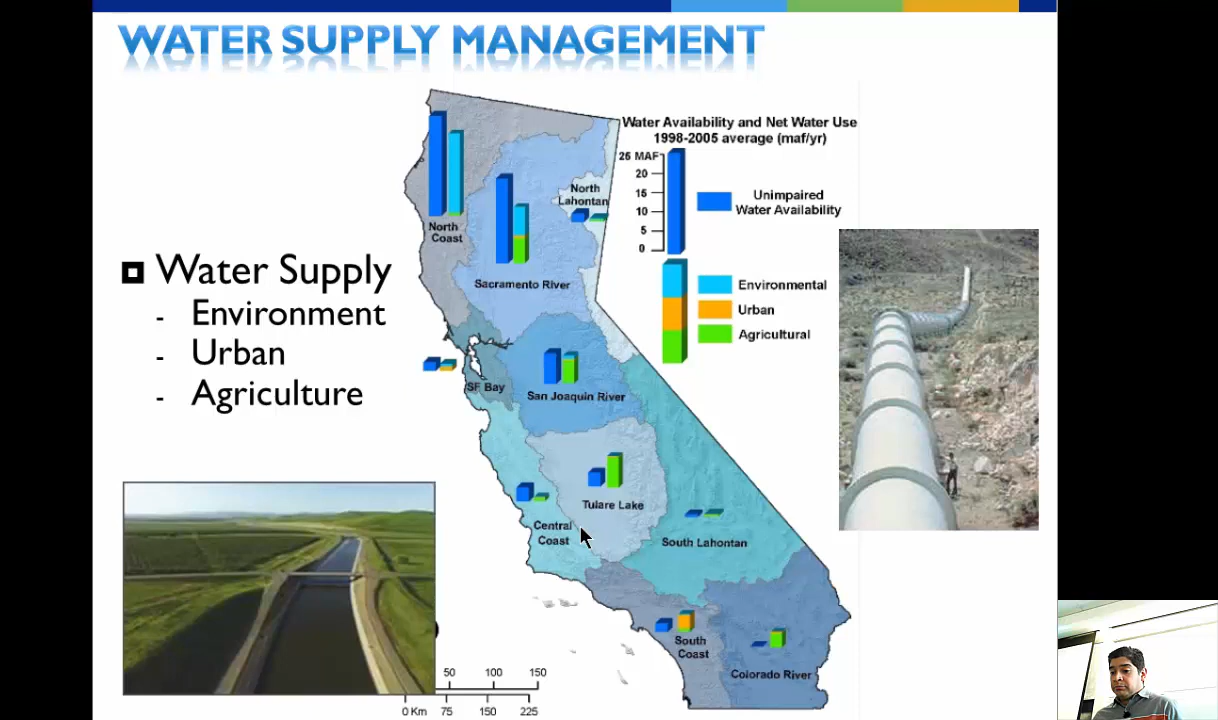 WATER SUPPLY MANAGEMENT
Water Supply
- Environment
- Urban
- Agriculture
Water Availability and Net Water Use
1998-2005 average (maf/yr)
25 MAF
20
15
10
5
0
Unimpaired
Water Availability
Environmental
Urban
Agricultural
North
Coast
Sacramento River
North
Lahontan
SF Bay
San Joaquin River
Tulare Lake
Central
Coast
South Lahontan
South
Coast
Colorado River
50 100 150
0 Km 75 150 225